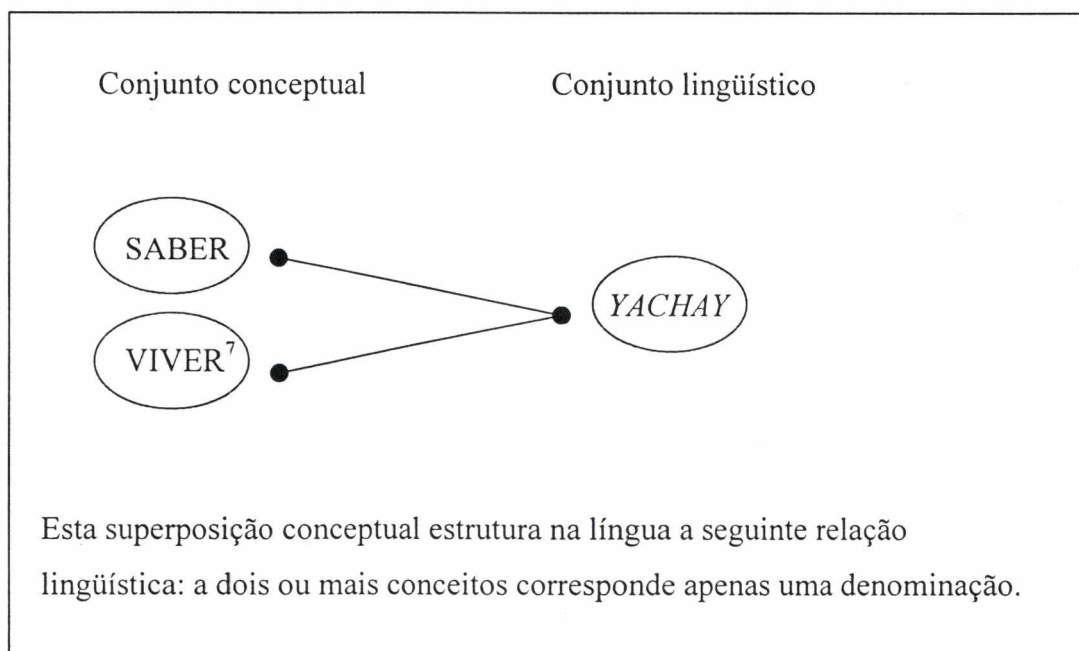 Conjunto conceptual Conjunto lingüístico
SABER
YACHAY
VIVER⁷
Esta superposição conceptual estrutura na língua a seguinte relação
lingüística: a dois ou mais conceitos corresponde apenas uma denominação.